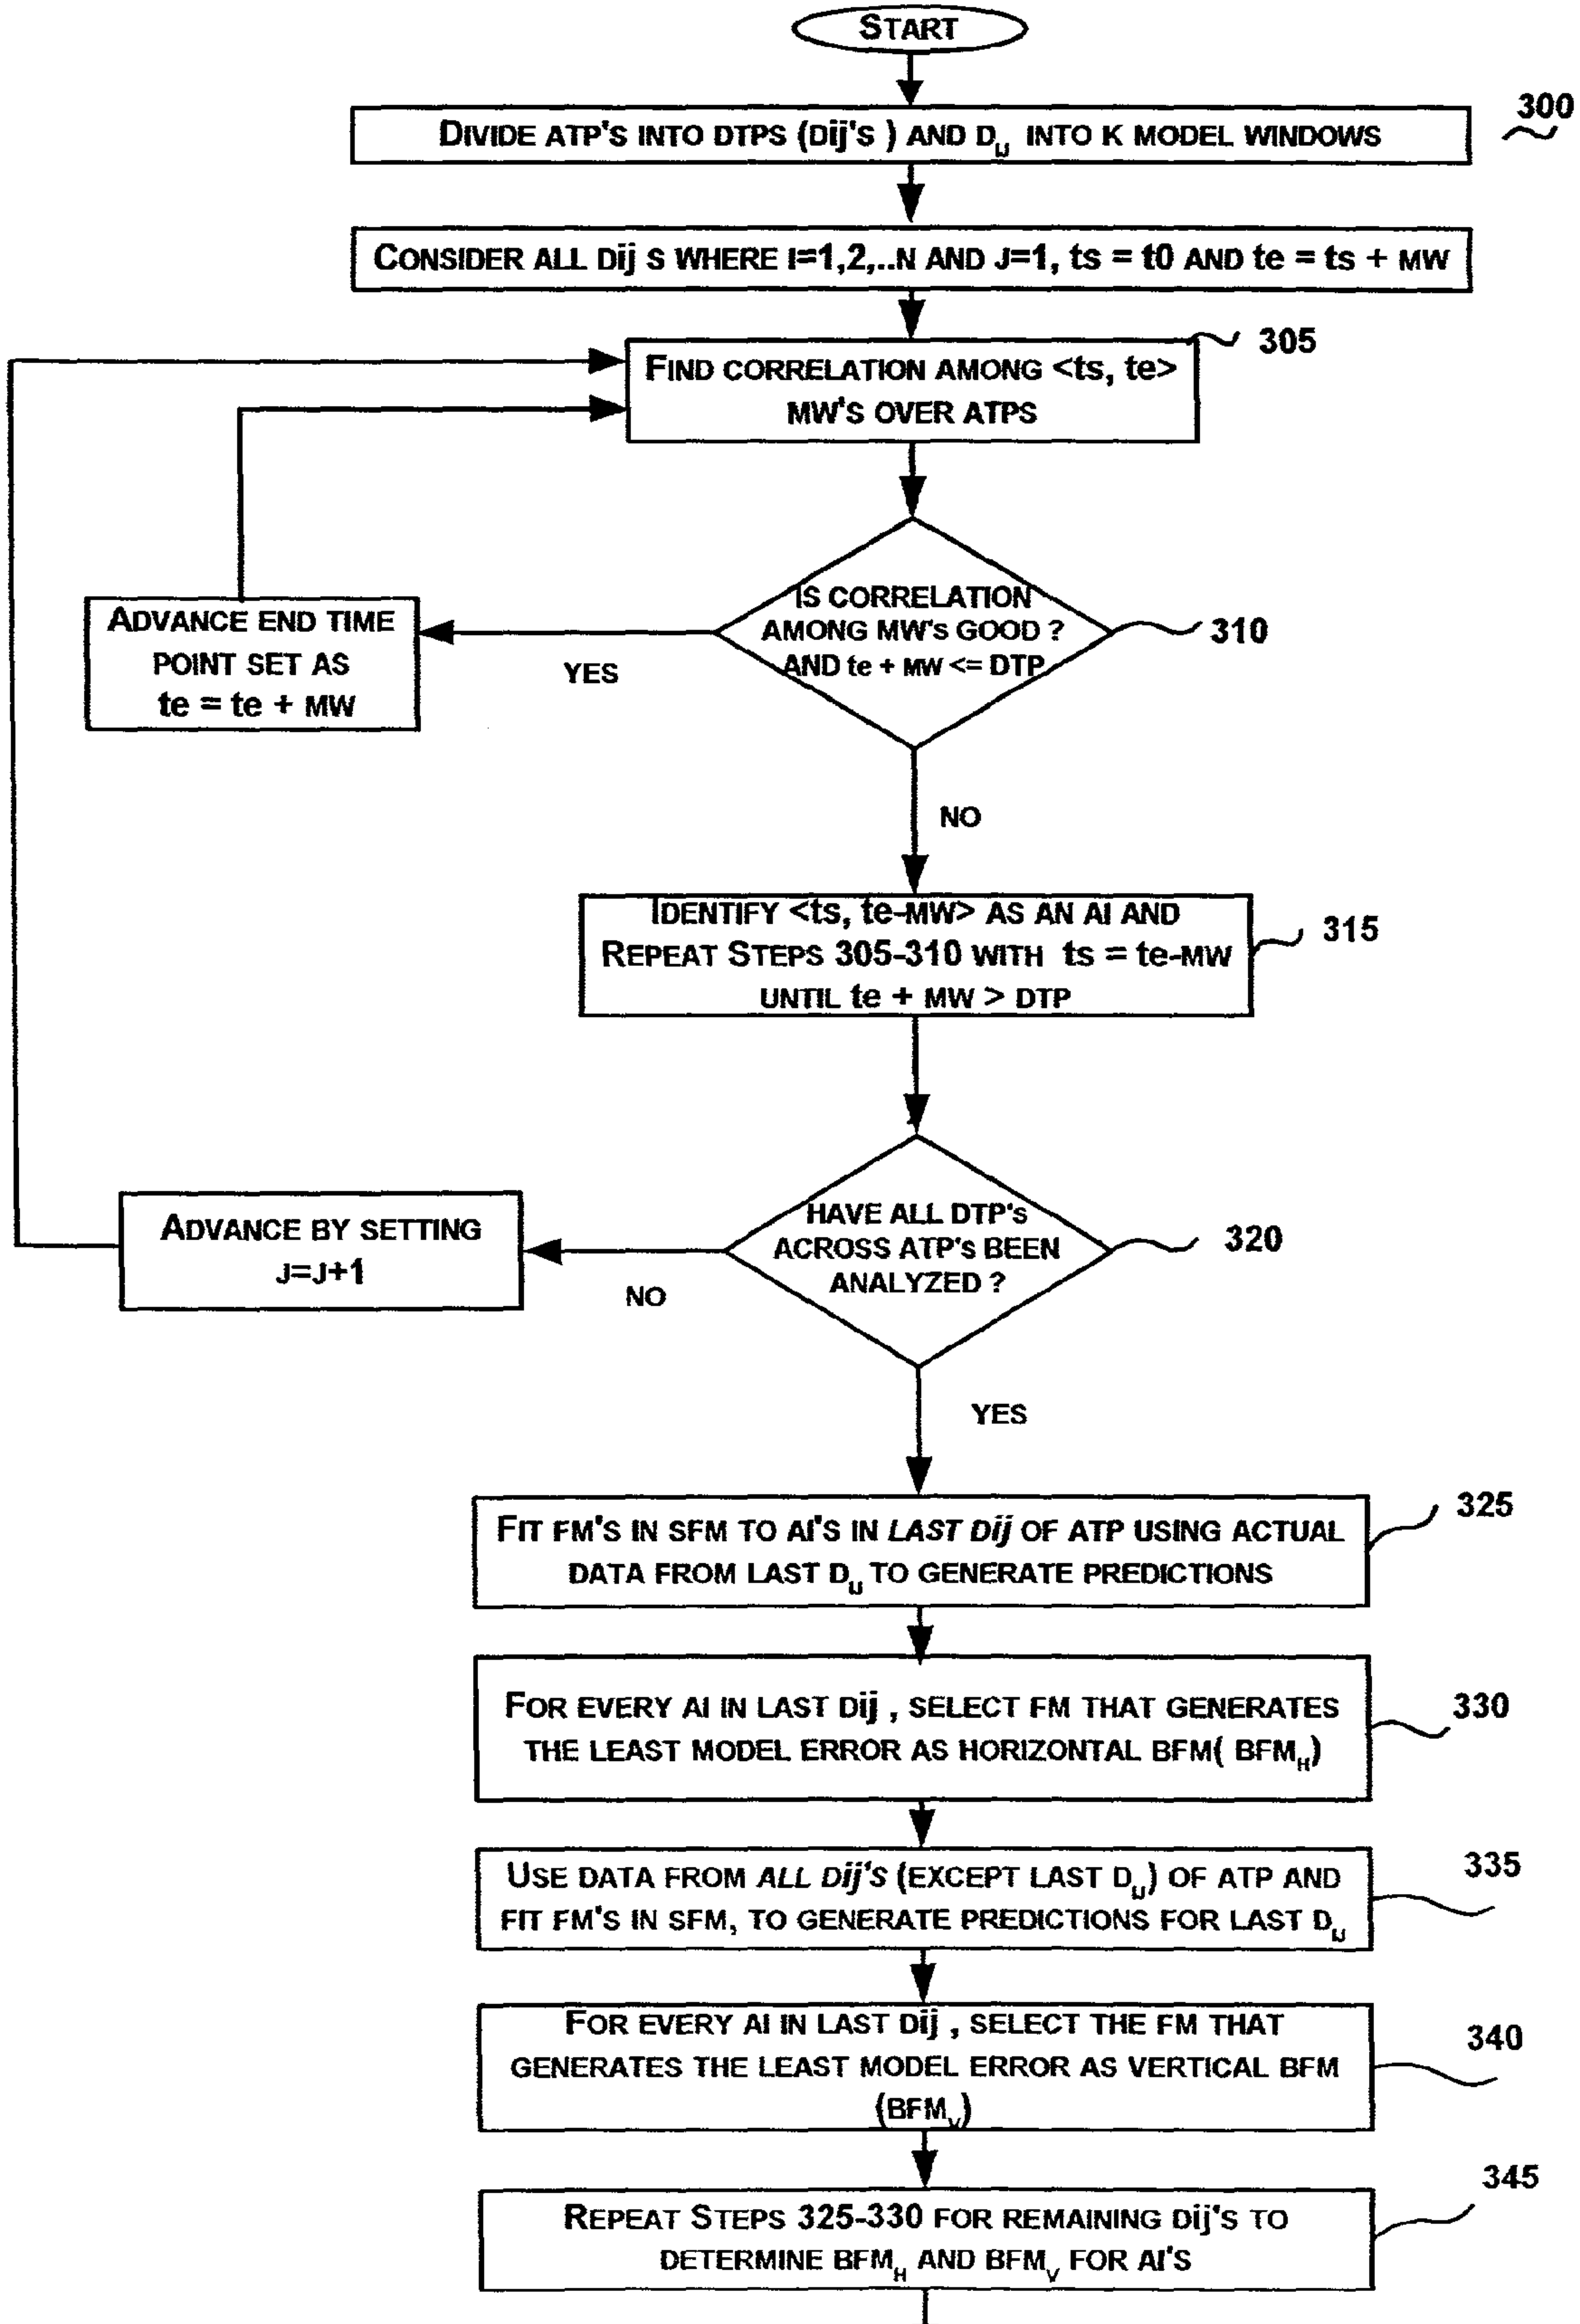 START
300
DIVIDE ATP'S INTO DTPS (Dij'S ) AND DIJ INTO K MODEL WINDOWS
CONSIDER ALL Dij S WHERE I=1,2,..N AND J=1, ts = t0 AND te = ts + MW
305
FIND CORRELATION AMONG <ts, te>
MW'S OVER ATPS
IS CORRELATION
AMONG MW's GOOD ?
AND te + MW <= DTP
310
YES
ADVANCE END TIME
POINT SET AS
te = te + MW
NO
IDENTIFY <ts, te-MW> AS AN AI AND
REPEAT STEPS 305-310 WITH ts = te-MW
UNTIL te + MW > DTP
315
HAVE ALL DTP's
ACROSS ATP's BEEN
ANALYZED ?
320
NO
ADVANCE BY SETTING
J=J+1
YES
FIT FM'S IN SFM TO AI'S IN LAST Dij OF ATP USING ACTUAL
DATA FROM LAST DIJ TO GENERATE PREDICTIONS
325
FOR EVERY AI IN LAST Dij , SELECT FM THAT GENERATES
THE LEAST MODEL ERROR AS HORIZONTAL BFM( BFMH)
330
USE DATA FROM ALL Dij'S (EXCEPT LAST DIJ) OF ATP AND
FIT FM'S IN SFM, TO GENERATE PREDICTIONS FOR LAST DIJ
335
FOR EVERY AI IN LAST Dij , SELECT THE FM THAT
GENERATES THE LEAST MODEL ERROR AS VERTICAL BFM
(BFMV)
340
REPEAT STEPS 325-330 FOR REMAINING Dij'S TO
DETERMINE BFMH AND BFMV FOR AI'S
345